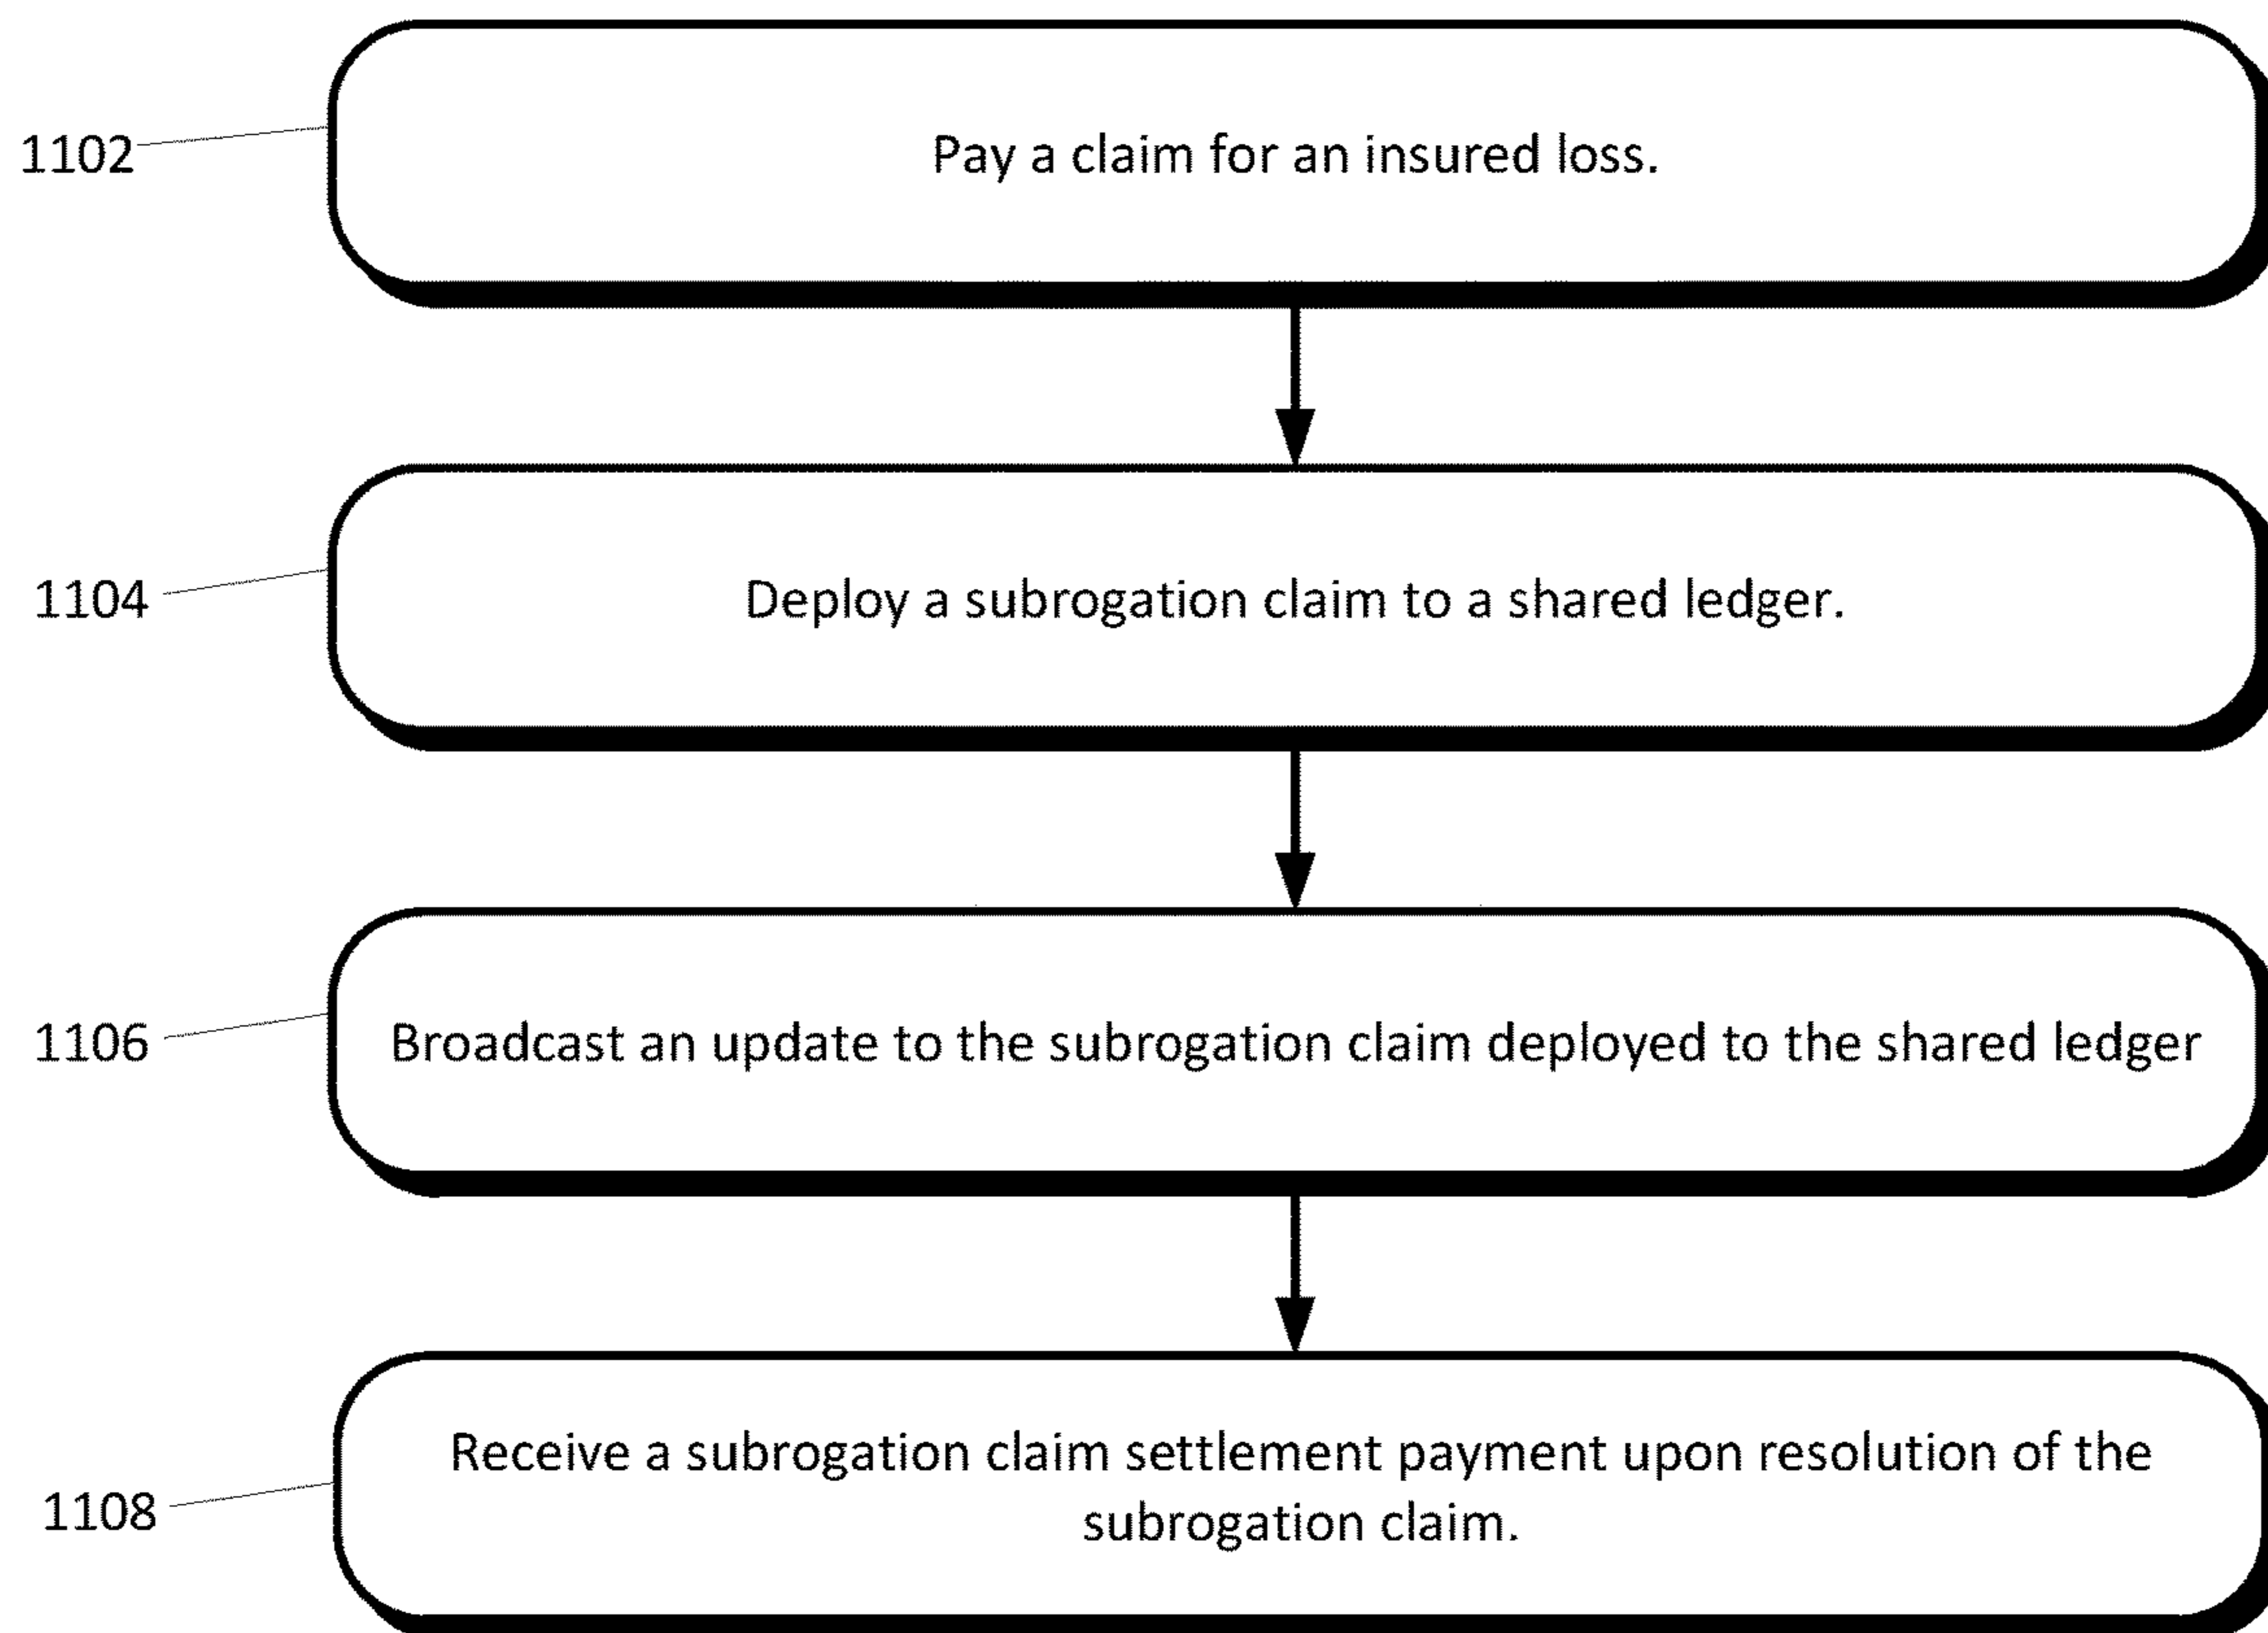 1102
Pay a claim for an insured loss.
1104
Deploy a subrogation claim to a shared ledger.
1106
Broadcast an update to the subrogation claim deployed to the shared ledger
1108
Receive a subrogation claim settlement payment upon resolution of the
subrogation claim.